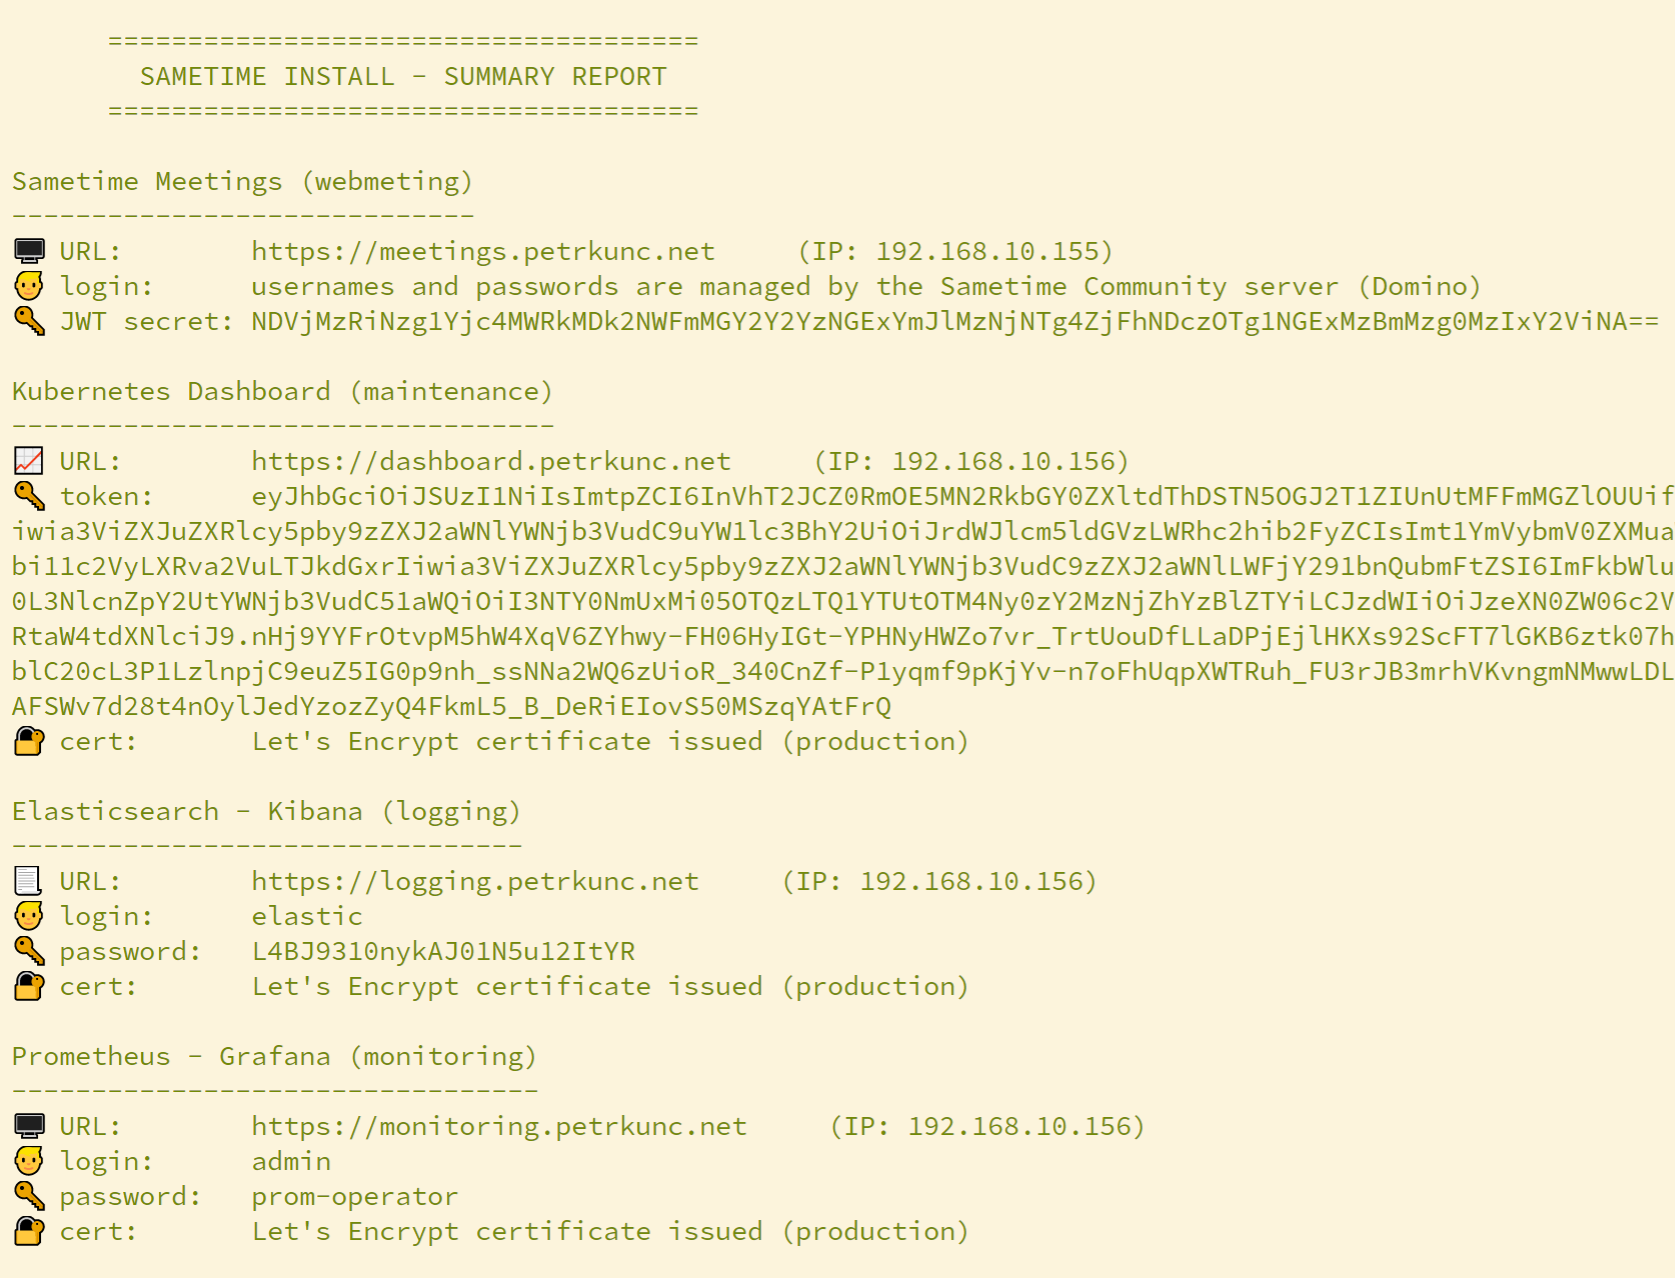 =====================================
SAMETIME INSTALL - SUMMARY REPORT
=====================================
Sametime Meetings (webmeting)
-----------------------------
URL: https://meetings.petrkunc.net (IP: 192.168.10.155)
login: usernames and passwords are managed by the Sametime Community server (Domino)
JWT secret: NDVjMzRiNzg1Yjc4MWRkMDk2NWFmMGY2Y2YzNGExYmJlMzNjNTg4ZjFhNDczOTg1NGExMzBmMzg0MzIxY2ViNA==
Kubernetes Dashboard (maintenance)
----------------------------------
URL: https://dashboard.petrkunc.net (IP: 192.168.10.156)
token: eyJhbGciOiJSUzI1NiIsImtpZCI6InVhT2JCZ0RmOE5MN2RkbGY0ZXltdThDSTN5OGJ2T1ZIUnUtMFFmMGZlOUUif
iwia3ViZXJuZXRlcy5pby9zZXJ2aWNlYWNjb3VudC9uYW1lc3BhY2UiOiJrdWJlcm5ldGVzLWRhc2hib2FyZCIsImt1YmVybmV0ZXMua
bi11c2VyLXRva2VuLTJkdGxrIiwia3ViZXJuZXRlcy5pby9zZXJ2aWNlYWNjb3VudC9zZXJ2aWNlLWFjY291bnQubmFtZSI6ImFkbWlu
0L3NlcnZpY2UtYWNjb3VudC51aWQiOiI3NTY0NmUxMi05OTQzLTQ1YTUtOTM4Ny0zY2MzNjZhYzBlZTYiLCJzdWIiOiJzeXN0ZW06c2V
RtaW4tdXNlciJ9.nHj9YYFrOtvpM5hW4XqV6ZYhwy-FH06HyIGt-YPHNyHWZo7vr_TrtUouDfLLaDPjEjlHKXs92ScFT7lGKB6ztk07h
blC20cL3P1LzlnpjC9euZ5IG0p9nh_ssNNa2WQ6zUioR_340CnZf-P1yqmf9pKjYv-n7oFhUqpXWTRuh_FU3rJB3mrhVKvngmNMwwLDL
AFSWv7d28t4nOylJedYzozZyQ4FkmL5_B_DeRiEIovS50MSzqYAtFrQ
cert: Let's Encrypt certificate issued (production)
Elasticsearch - Kibana (logging)
--------------------------------
URL: https://logging.petrkunc.net (IP: 192.168.10.156)
login: elastic
password: L4BJ9310nykAJ01N5u12ItYR
cert: Let's Encrypt certificate issued (production)
Prometheus - Grafana (monitoring)
---------------------------------
URL: https://monitoring.petrkunc.net (IP: 192.168.10.156)
login: admin
password: prom-operator
cert: Let's Encrypt certificate issued (production)